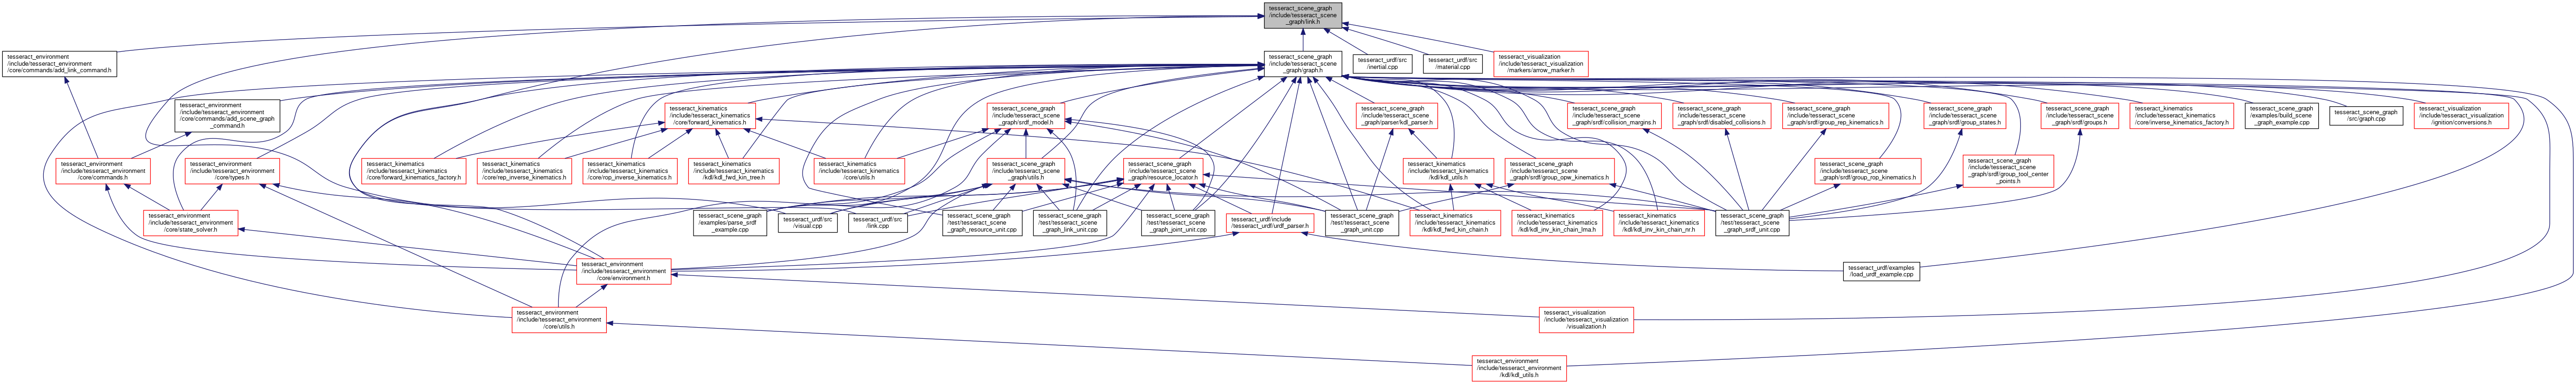 tesseract_scene_graph
/include/tesseract_scene
_graph/link.h
tesseract_environment
/include/tesseract_environment
/core/commands/add_link_command.h
tesseract_scene_graph
/include/tesseract_scene
_graph/graph.h
tesseract_urdf/src
/inertial.cpp
tesseract_urdf/src
/material.cpp
tesseract_visualization
/include/tesseract_visualization
/markers/arrow_marker.h
tesseract_environment
/include/tesseract_environment
/core/commands/add_scene_graph
_command.h
tesseract_kinematics
/include/tesseract_kinematics
/core/forward_kinematics.h
tesseract_scene_graph
/include/tesseract_scene
_graph/srdf_model.h
tesseract_scene_graph
/include/tesseract_scene
_graph/parser/kdl_parser.h
tesseract_scene_graph
/include/tesseract_scene
_graph/srdf/collision_margins.h
tesseract_scene_graph
/include/tesseract_scene
_graph/srdf/disabled_collisions.h
tesseract_scene_graph
/include/tesseract_scene
_graph/srdf/group_rep_kinematics.h
tesseract_scene_graph
/include/tesseract_scene
_graph/srdf/group_states.h
tesseract_scene_graph
/include/tesseract_scene
_graph/srdf/groups.h
tesseract_kinematics
/include/tesseract_kinematics
/core/inverse_kinematics_factory.h
tesseract_scene_graph
/examples/build_scene
_graph_example.cpp
tesseract_scene_graph
/src/graph.cpp
tesseract_visualization
/include/tesseract_visualization
/ignition/conversions.h
tesseract_environment
/include/tesseract_environment
/core/commands.h
tesseract_environment
/include/tesseract_environment
/core/types.h
tesseract_kinematics
/include/tesseract_kinematics
/core/forward_kinematics_factory.h
tesseract_kinematics
/include/tesseract_kinematics
/core/rep_inverse_kinematics.h
tesseract_kinematics
/include/tesseract_kinematics
/core/rop_inverse_kinematics.h
tesseract_kinematics
/include/tesseract_kinematics
/kdl/kdl_fwd_kin_tree.h
tesseract_kinematics
/include/tesseract_kinematics
/core/utils.h
tesseract_scene_graph
/include/tesseract_scene
_graph/utils.h
tesseract_scene_graph
/include/tesseract_scene
_graph/resource_locator.h
tesseract_kinematics
/include/tesseract_kinematics
/kdl/kdl_utils.h
tesseract_scene_graph
/include/tesseract_scene
_graph/srdf/group_opw_kinematics.h
tesseract_scene_graph
/include/tesseract_scene
_graph/srdf/group_rop_kinematics.h
tesseract_scene_graph
/include/tesseract_scene
_graph/srdf/group_tool_center
_points.h
tesseract_environment
/include/tesseract_environment
/core/state_solver.h
tesseract_scene_graph
/examples/parse_srdf
_example.cpp
tesseract_urdf/src
/visual.cpp
tesseract_urdf/src
/link.cpp
tesseract_scene_graph
/test/tesseract_scene
_graph_resource_unit.cpp
tesseract_scene_graph
/test/tesseract_scene
_graph_link_unit.cpp
tesseract_scene_graph
/test/tesseract_scene
_graph_joint_unit.cpp
tesseract_urdf/include
/tesseract_urdf/urdf_parser.h
tesseract_scene_graph
/test/tesseract_scene
_graph_unit.cpp
tesseract_kinematics
/include/tesseract_kinematics
/kdl/kdl_fwd_kin_chain.h
tesseract_kinematics
/include/tesseract_kinematics
/kdl/kdl_inv_kin_chain_lma.h
tesseract_kinematics
/include/tesseract_kinematics
/kdl/kdl_inv_kin_chain_nr.h
tesseract_scene_graph
/test/tesseract_scene
_graph_srdf_unit.cpp
tesseract_environment
/include/tesseract_environment
/core/environment.h
tesseract_urdf/examples
/load_urdf_example.cpp
tesseract_environment
/include/tesseract_environment
/core/utils.h
tesseract_visualization
/include/tesseract_visualization
/visualization.h
tesseract_environment
/include/tesseract_environment
/kdl/kdl_utils.h